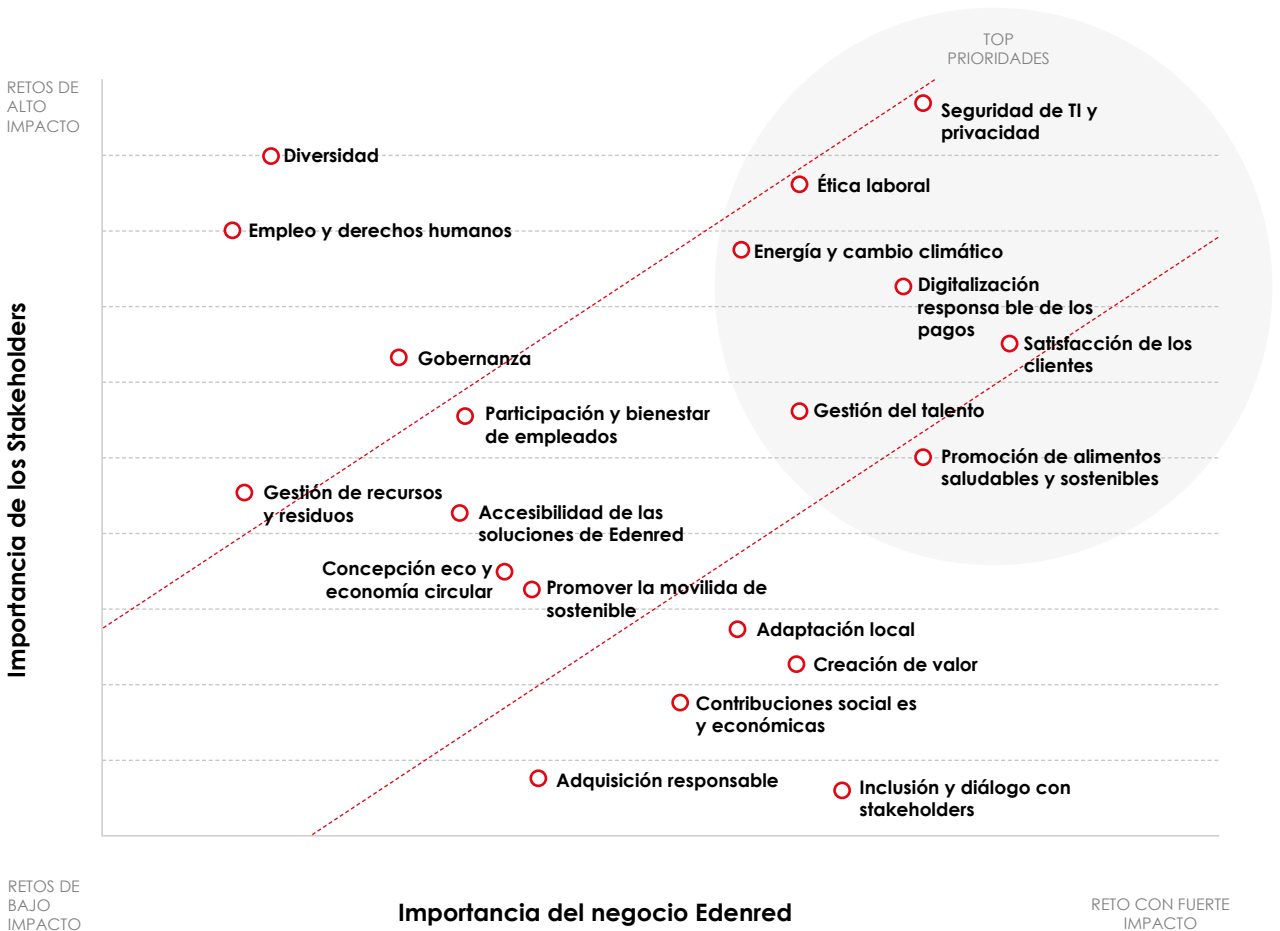 TOP
PRIORIDADES
RETOS DE
ALTO
IMPACTO
Seguridad de TI y
privacidad
Diversidad
Ética laboral
Empleo y derechos humanos
Energía y cambio climático
Digitalización
responsa ble de los
pagos
Satisfacción de los
clientes
Gobernanza
Participación y bienestar
de empleados
Gestión del talento
Promoción de alimentos
saludables y sostenibles
Gestión de recursos
y residuos
Accesibilidad de las
soluciones de Edenred
Concepción eco y
economía circular
Promover la movilida de
sostenible
Adaptación local
Creación de valor
Contribuciones social es
y económicas
Adquisición responsable
Inclusión y diálogo con
stakeholders
Importancia de los Stakeholders
RETOS DE
BAJO
IMPACTO
Importancia del negocio Edenred
RETO CON FUERTE
IMPACTO